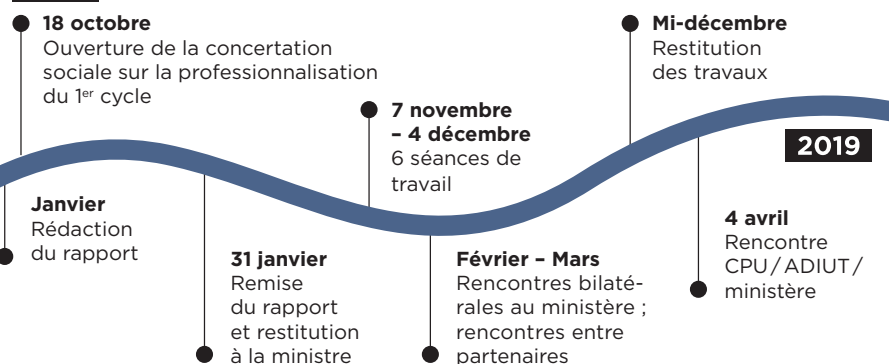 18 octobre
Ouverture de la concertation
sociale sur la professionnalisation
du 1er cycle
7 novembre
– 4 décembre
6 séances de
travail
Mi-décembre
Restitution
des travaux
2019
Janvier
Rédaction
du rapport
31 janvier
Remise
du rapport
et restitution
à la ministre
Février – Mars
Rencontres bilaté-
rales au ministère ;
rencontres entre
partenaires
4 avril
Rencontre
CPU / ADIUT /
ministère